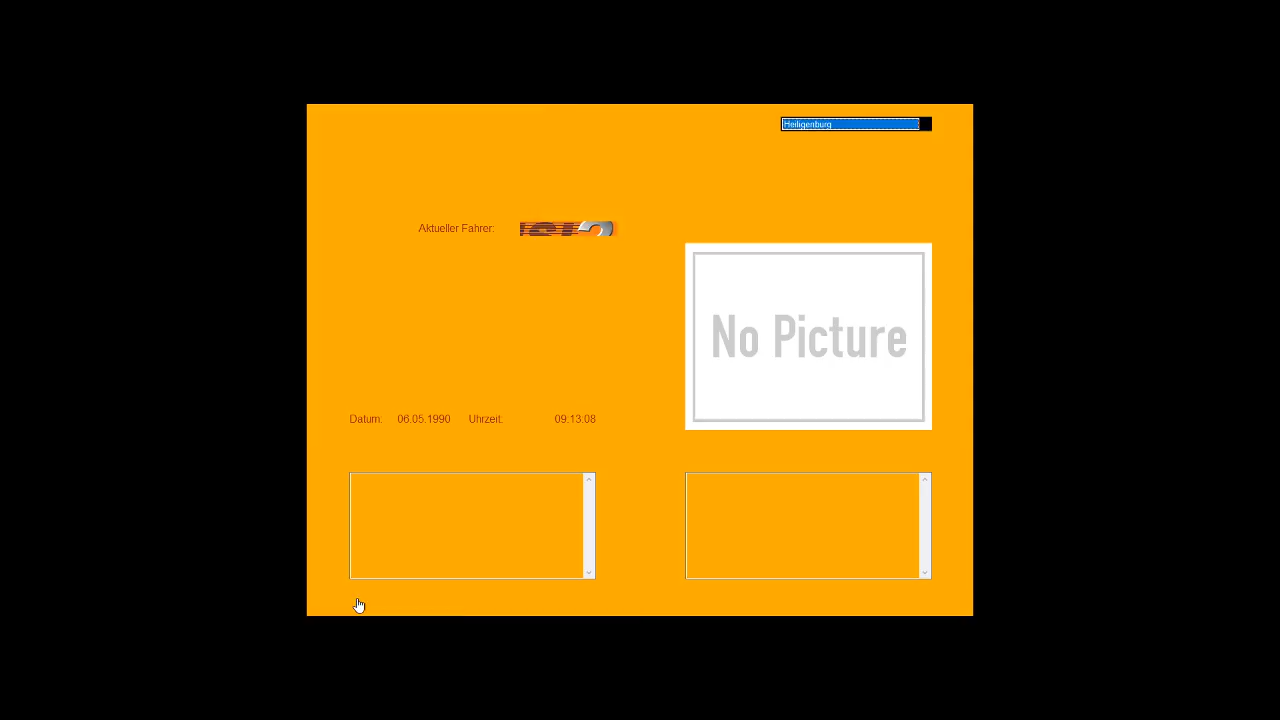 Heiligenburg
Aktueller Fahrer:
No Picture
Datum: 06.05.1990 Uhrzeit: 09:13:08